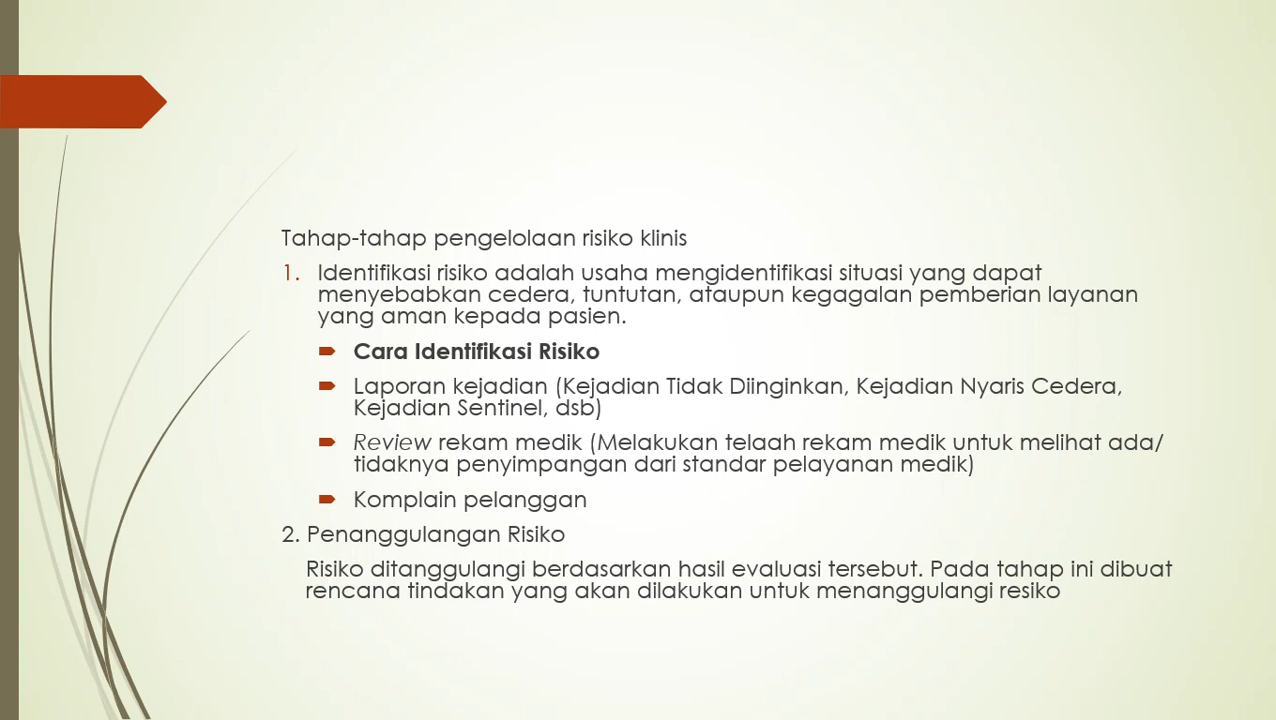 Tahap-tahap pengelolaan risiko klinis
1. Identifikasi risiko adalah usaha mengidentifikasi situasi yang dapat
menyebabkan cedera, tuntutan, ataupun kegagalan pemberian layanan
yang aman kepada pasien.
Cara Identifikasi Risiko
Laporan kejadian (Kejadian Tidak Diinginkan, Kejadian Nyaris Cedera,
Kejadian Sentinel, dsb)
Review rekam medik (Melakukan telaah rekam medik untuk melihat ada/
tidaknya penyimpangan dari standar pelayanan medik)
Komplain pelanggan
2. Penanggulangan Risiko
Risiko ditanggulangi berdasarkan hasil evaluasi tersebut. Pada tahap ini dibuat
rencana tindakan yang akan dilakukan untuk menanggulangi resiko